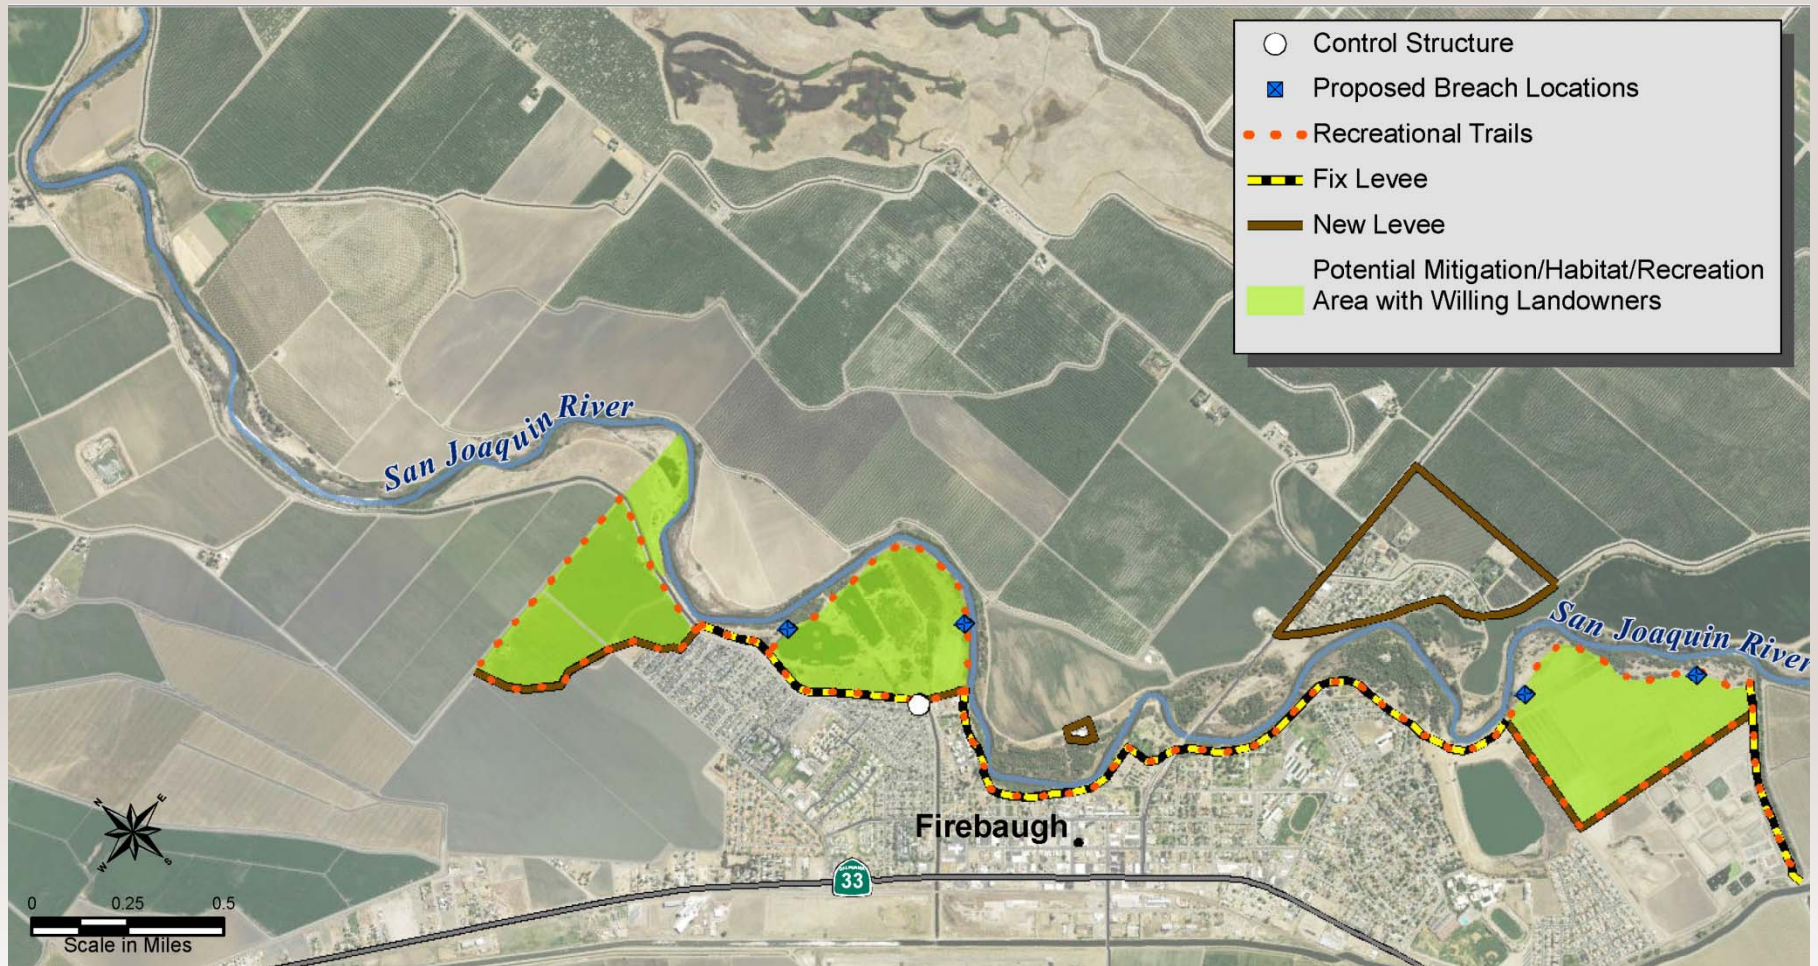 Control Structure
Proposed Breach Locations
Recreational Trails
Fix Levee
New Levee
Potential Mitigation/Habitat/Recreation
Area with Willing Landowners
San Joaquin River
San Joaquin River
Firebaugh
CALIFORNIA
33
N
E
W
S
0
0.25
0.5
Scale in Miles